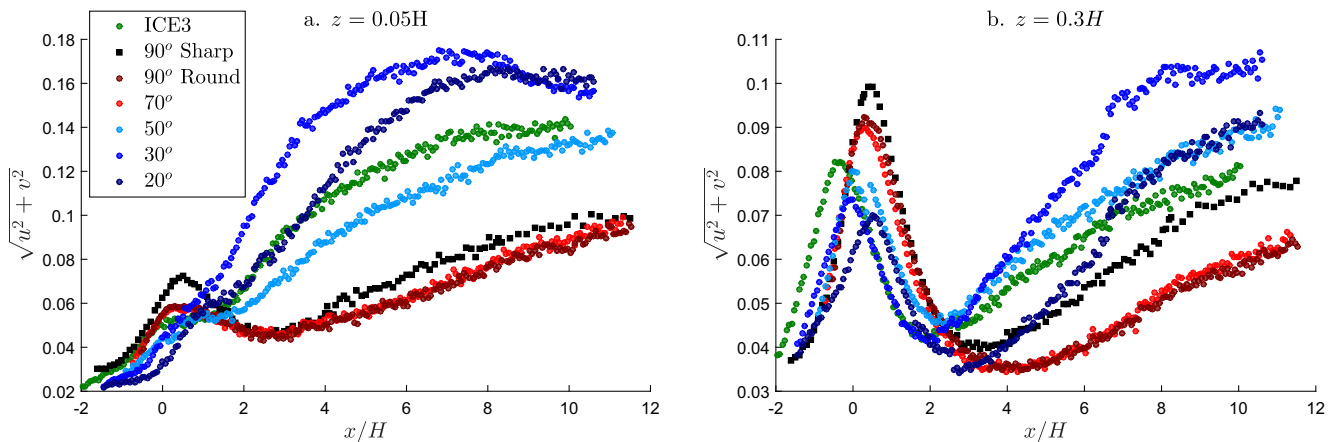 a. z = 0.05H
ICE3
90° Sharp
90° Round
70°
50°
30°
20°
√u² + v²
0.18
0.16
0.14
0.12
0.1
0.08
0.06
0.04
0.02
-2 0 2 4 6 8 10 12
x/H
b. z = 0.3H
√u² + v²
0.11
0.1
0.09
0.08
0.07
0.06
0.05
0.04
0.03
-2 0 2 4 6 8 10 12
x/H